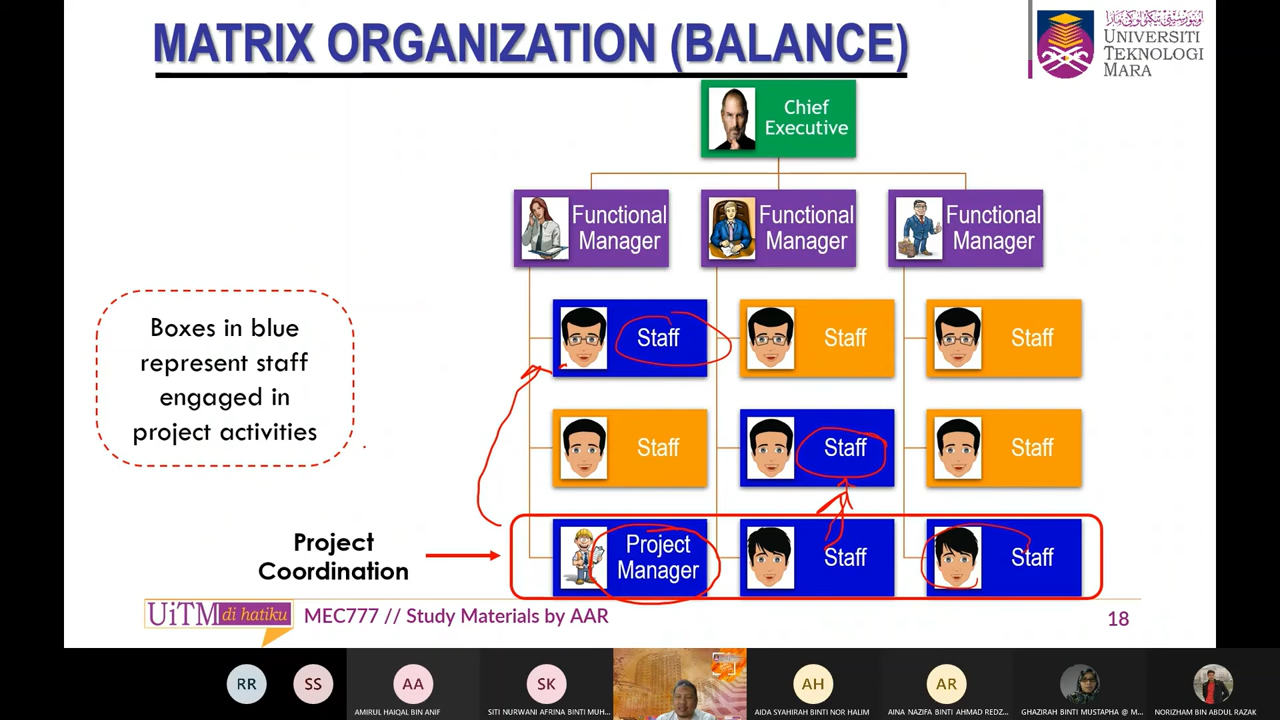 MATRIX ORGANIZATION (BALANCE)
UNIVERSITI
TEKNOLOGI
MARA
Chief
Executive
Functional
Manager
Functional
Manager
Functional
Manager
Boxes in blue
represent staff
engaged in
project activities
Staff
Staff
Staff
Staff
Staff
Staff
Project
Coordination
Project
Manager
Staff
Staff
UiTM di hatiku
MEC777 // Study Materials by AAR
18
RR
SS
AA
AMIRUL HAIQAL BIN ANIF
SK
SITI NURWANI AFRINA BINTI MUH...
AH
AIDA SYAHIRAH BINTI NOR HALIM
AR
AINA NAZIFA BINTI AHMAD REDZ...
GHAZIRAH BINTI MUSTAPHA @ M...
NORIZHAM BIN ABDUL RAZAK